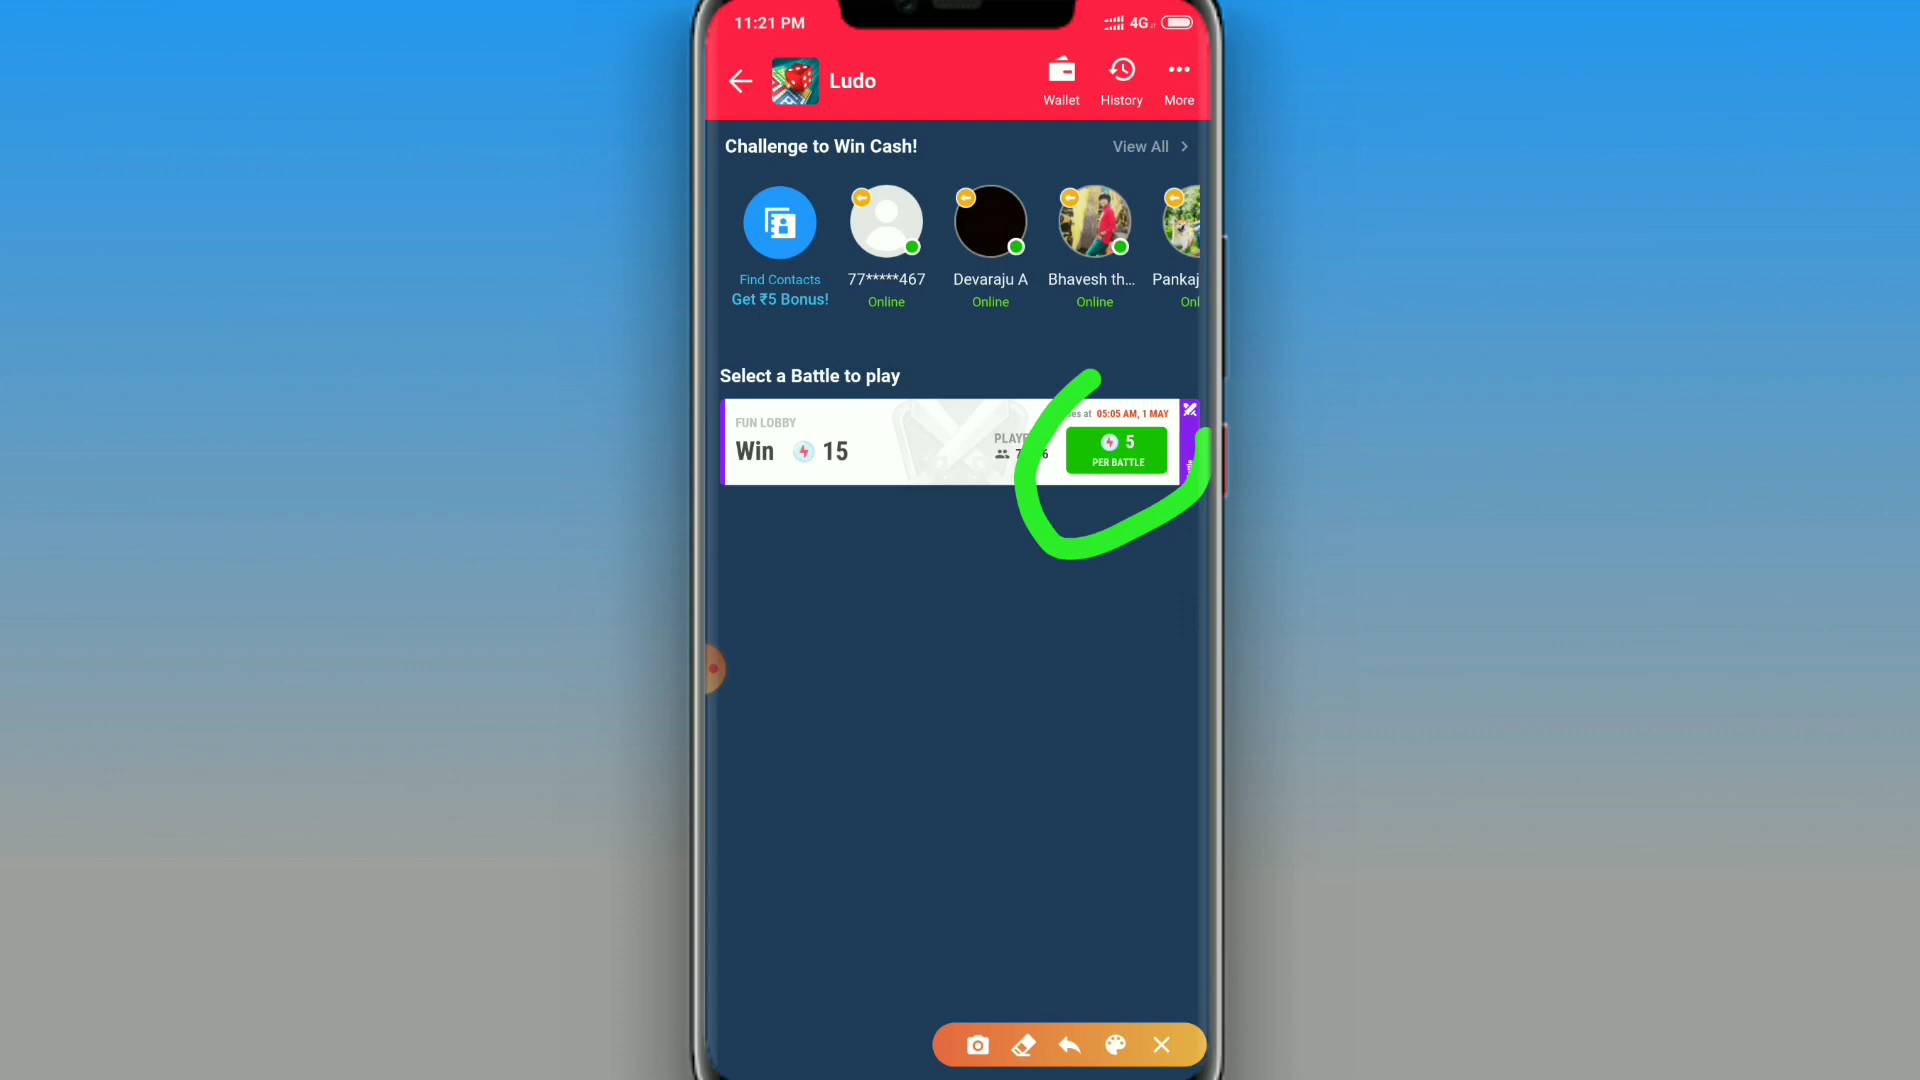 11:21 PM
4G
Ludo
Wallet
History
More
Challenge to Win Cash!
View All
Find Contacts
Get ₹5 Bonus!
77*****467
Online
Devaraju A
Online
Bhavesh th...
Online
Pankaj
Onl
Select a Battle to play
FUN LOBBY
Win 15
PLAYE
05:05 AM, 1 MAY
5
PER BATTLE